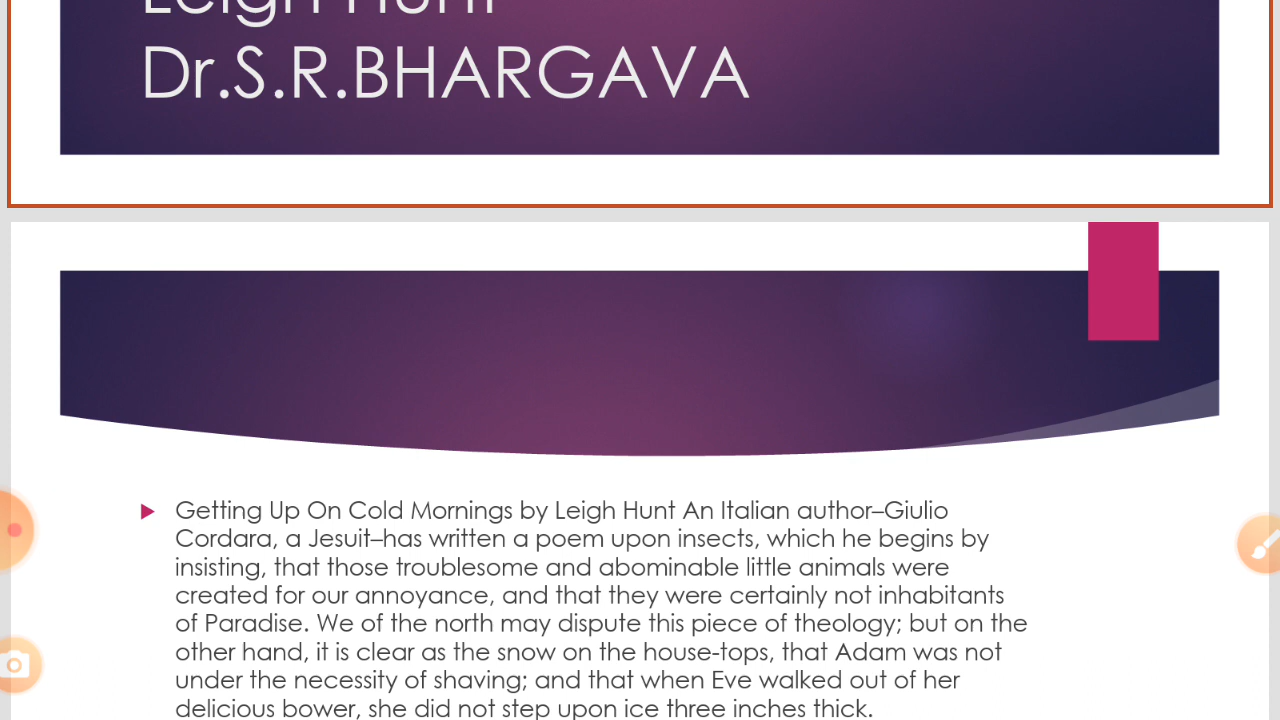 Leigh Hunt
Dr.S.R.BHARGAVA
Getting Up On Cold Mornings by Leigh Hunt An Italian author–Giulio
Cordara, a Jesuit–has written a poem upon insects, which he begins by
insisting, that those troublesome and abominable little animals were
created for our annoyance, and that they were certainly not inhabitants
of Paradise. We of the north may dispute this piece of theology; but on the
other hand, it is clear as the snow on the house-tops, that Adam was not
under the necessity of shaving; and that when Eve walked out of her
delicious bower, she did not step upon ice three inches thick.